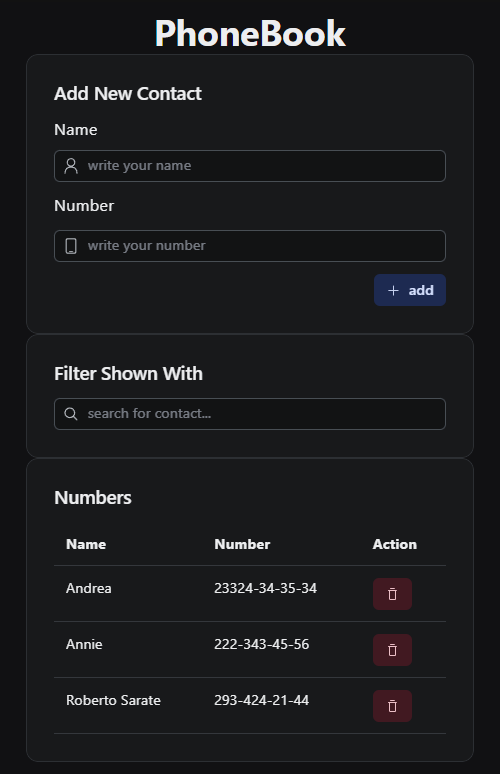 PhoneBook
Add New Contact
Name
write your name
Number
write your number
+ add
Filter Shown With
search for contact...
Numbers
Name Number Action
Andrea 23324-34-35-34
Annie 222-343-45-56
Roberto Sarate 293-424-21-44